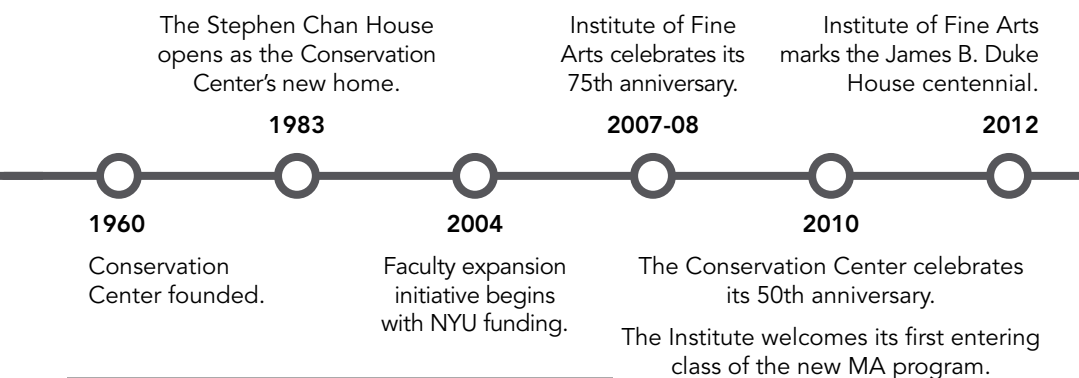 The Stephen Chan House
opens as the Conservation
Center's new home.
1983
Institute of Fine
Arts celebrates its
75th anniversary.
2007-08
Institute of Fine Arts
marks the James B. Duke
House centennial.
2012
1960
Conservation
Center founded.
2004
Faculty expansion
initiative begins
with NYU funding.
2010
The Conservation Center celebrates
its 50th anniversary.
The Institute welcomes its first entering
class of the new MA program.